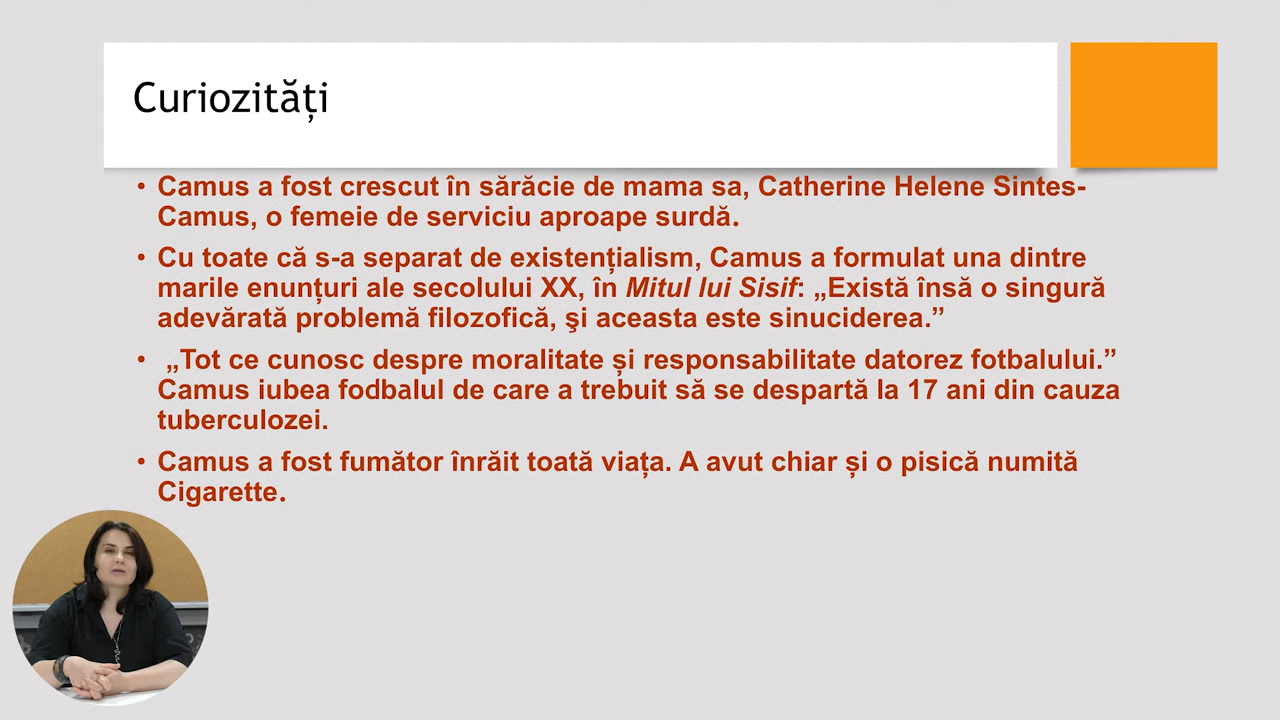 Curiozități
• Camus a fost crescut în sărăcie de mama sa, Catherine Helene Sintes-
Camus, o femeie de serviciu aproape surdă.
• Cu toate că s-a separat de existențialism, Camus a formulat una dintre
marile enunțuri ale secolului XX, în Mitul lui Sisif: „Există însă o singură
adevărată problemă filozofică, şi aceasta este sinuciderea.”
• „Tot ce cunosc despre moralitate și responsabilitate datorez fotbalului.”
Camus iubea fodbalul de care a trebuit să se despartă la 17 ani din cauza
tuberculozei.
• Camus a fost fumător înrăit toată viața. A avut chiar și o pisică numită
Cigarette.